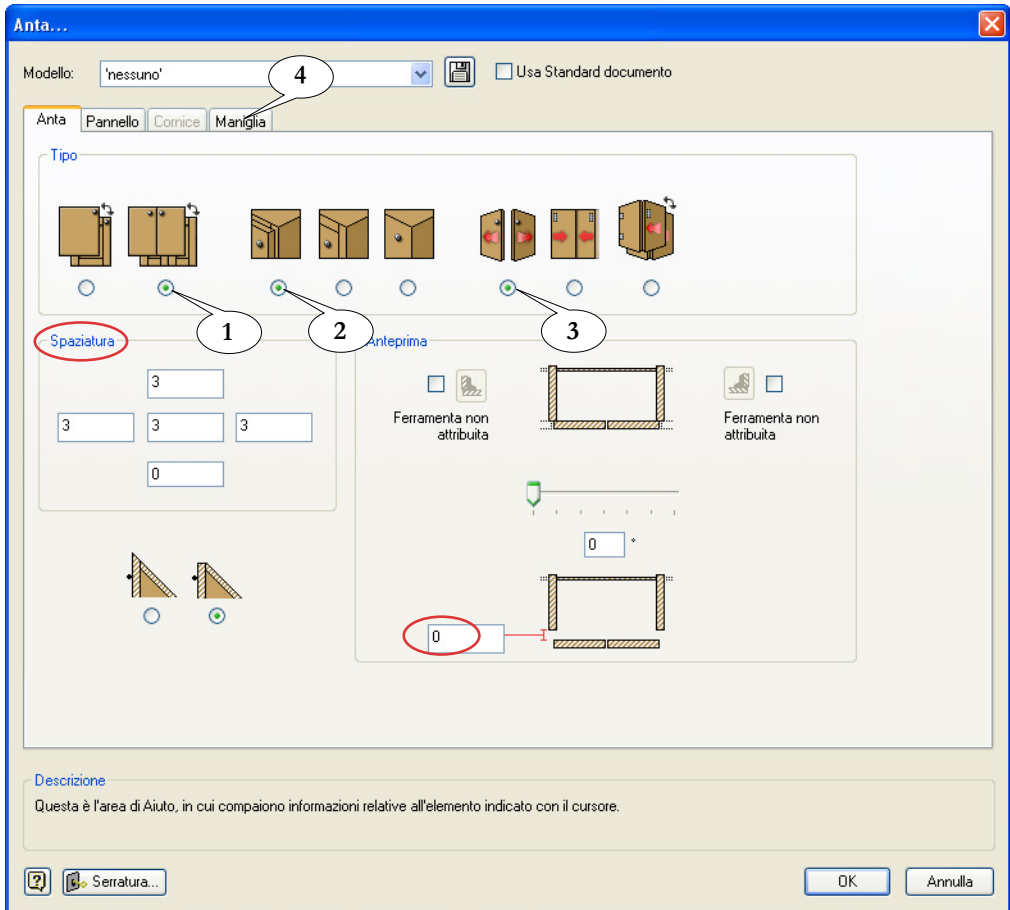 Anta...
Modello: 'nessuno' Usa Standard documento
4
Anta Pannello Cornice Maniglia
Tipo
1 2 3
Spaziatura
3
3 3 3
0
Anteprima
Ferramenta non
attribuita
Ferramenta non
attribuita
0 °
0
Descrizione
Questa è l'area di Aiuto, in cui compaiono informazioni relative all'elemento indicato con il cursore.
? Serratura... OK Annulla